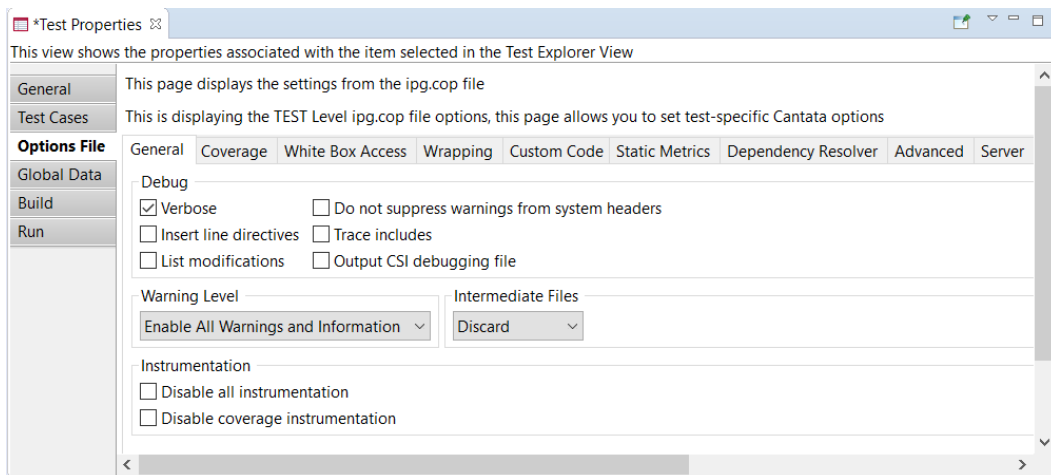 *Test Properties
This view shows the properties associated with the item selected in the Test Explorer View
General
Test Cases
Options File
Global Data
Build
Run
This page displays the settings from the ipg.cop file
This is displaying the TEST Level ipg.cop file options, this page allows you to set test-specific Cantata options
General Coverage White Box Access Wrapping Custom Code Static Metrics Dependency Resolver Advanced Server
Debug
Verbose Do not suppress warnings from system headers
Insert line directives Trace includes
List modifications Output CSI debugging file
Warning Level Intermediate Files
Enable All Warnings and Information Discard
Instrumentation
Disable all instrumentation
Disable coverage instrumentation